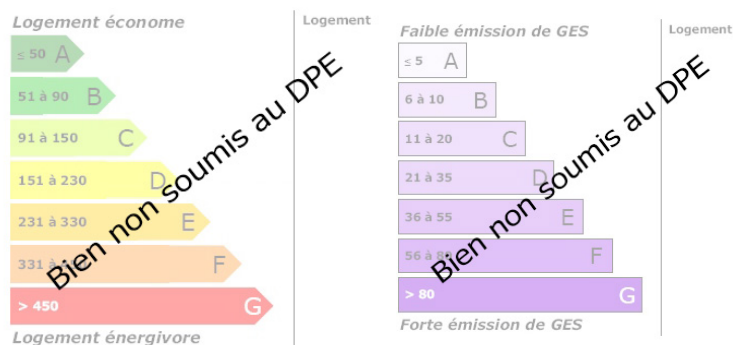 Logement économe
Logement
≤ 50 A
51 à 90 B
91 à 150 C
151 à 230 D
231 à 330 E
331 à F
> 450 G
Logement énergivore
Bien non soumis au DPE
Faible émission de GES
Logement
≤ 5 A
6 à 10 B
11 à 20 C
21 à 35 D
36 à 55 E
56 à 80 F
> 80 G
Forte émission de GES
Bien non soumis au DPE